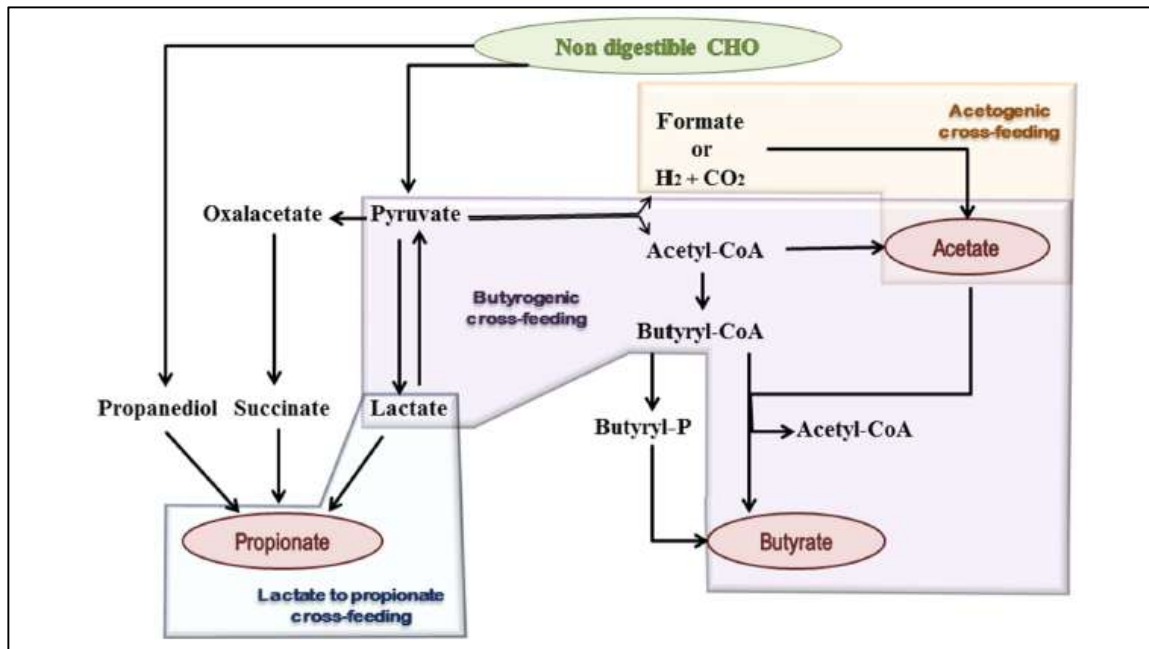 Non digestible CHO
Acetogenic
cross-feeding
Formate
or
H₂ + CO₂
Oxalacetate
Pyruvate
Acetyl-CoA
Acetate
Butyrogenic
cross-feeding
Butyryl-CoA
Propanediol
Succinate
Lactate
Butyryl-P
Acetyl-CoA
Propionate
Butyrate
Lactate to propionate
cross-feeding